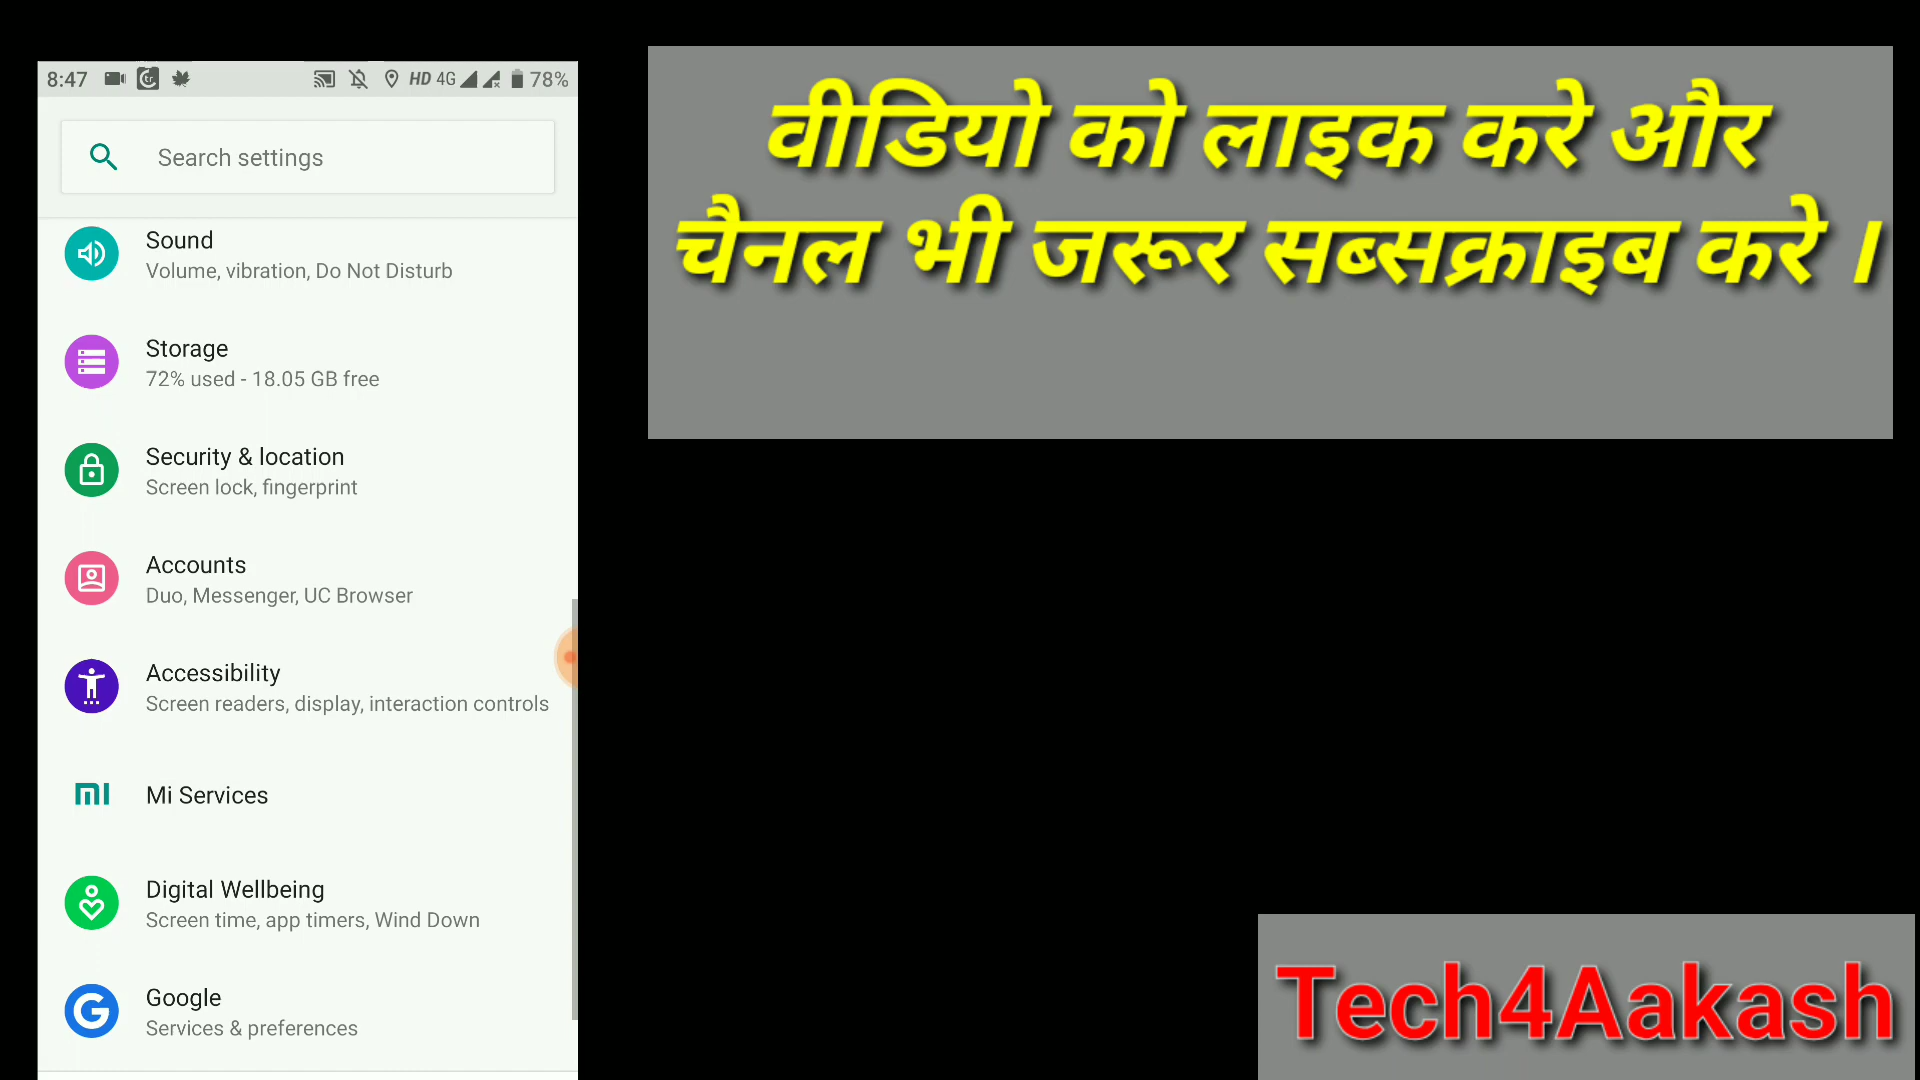 8:47 HD 4G 78%
Search settings
Sound
Volume, vibration, Do Not Disturb
Storage
72% used - 18.05 GB free
Security & location
Screen lock, fingerprint
Accounts
Duo, Messenger, UC Browser
Accessibility
Screen readers, display, interaction controls
Mi Services
Digital Wellbeing
Screen time, app timers, Wind Down
Google
Services & preferences
वीडियो को लाइक करे और
चैनल भी जरूर सब्सक्राइब करे ।
Tech4Aakash